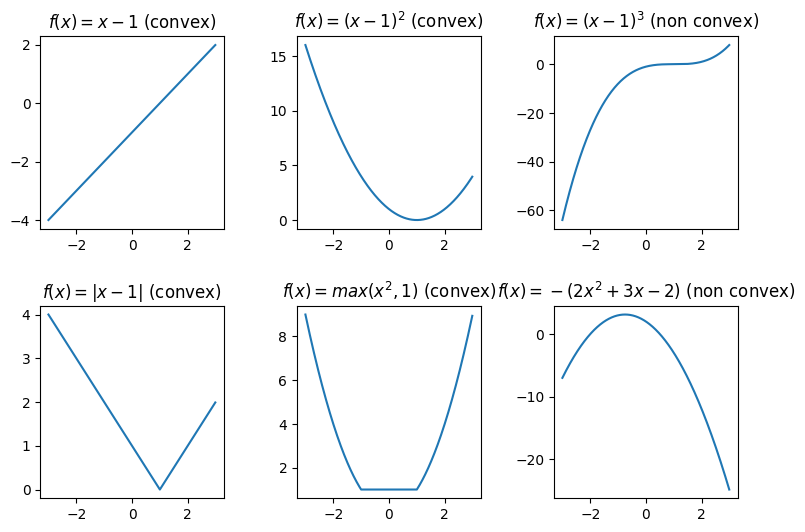 f(x) = x − 1 (convex)
2
0
−2
−4
−2 0 2
f(x) = (x − 1)² (convex)
15
10
5
0
−2 0 2
f(x) = (x − 1)³ (non convex)
0
−20
−40
−60
−2 0 2
f(x) = |x − 1| (convex)
4
3
2
1
0
−2 0 2
f(x) = max(x², 1) (convex)
8
6
4
2
−2 0 2
f(x) = −(2x² + 3x − 2) (non convex)
0
−10
−20
−2 0 2